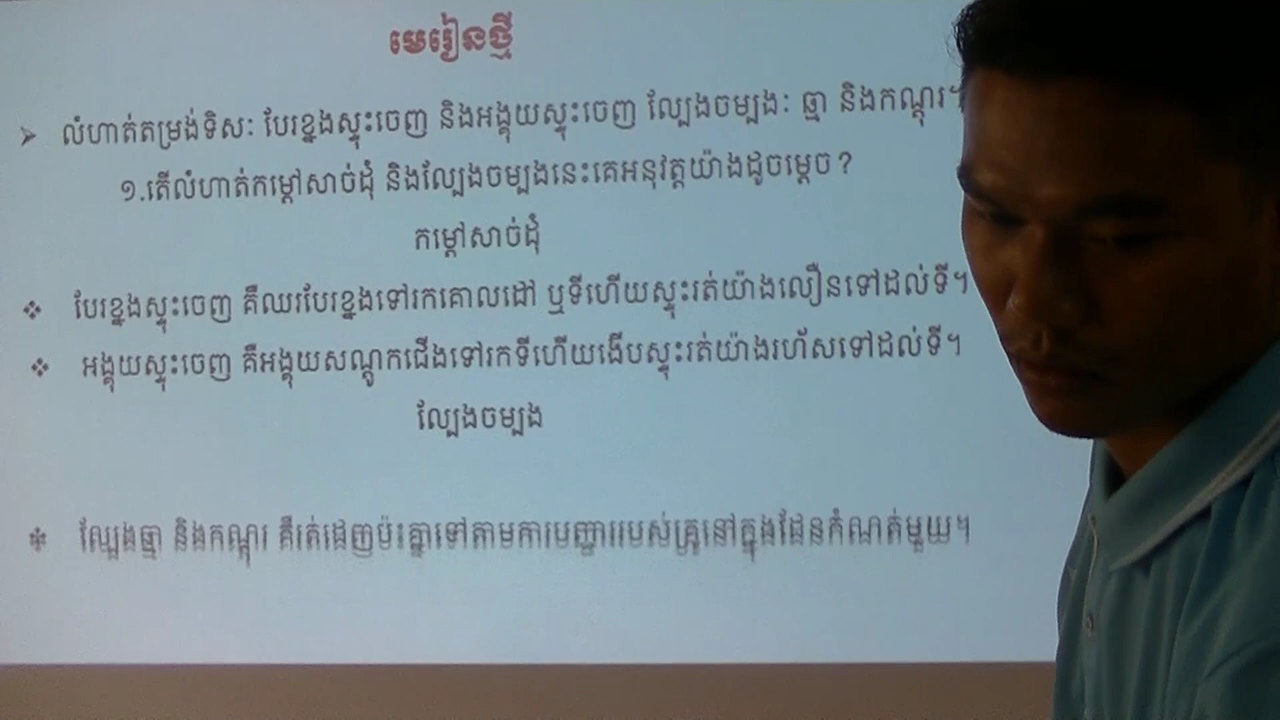 មេរៀនថ្មី
➢ លំហាត់តម្រង់ទិសៈ បែរខ្នងស្ទុះចេញ និងអង្គុយស្ទុះចេញ ល្បែងចម្បងៈ ឆ្មា និងកណ្តុរ។
១.តើលំហាត់កម្តៅសាច់ដុំ និងល្បែងចម្បងនេះគេអនុវត្តយ៉ាងដូចម្តេច ?
កម្តៅសាច់ដុំ
❖ បែរខ្នងស្ទុះចេញ គឺឈរបែរខ្នងទៅរកគោលដៅ ឬទីហើយស្ទុះរត់យ៉ាងលឿនទៅដល់ទី។
❖ អង្គុយស្ទុះចេញ គឺអង្គុយសណ្តូកជើងទៅរកទីហើយងើបស្ទុះរត់យ៉ាងរហ័សទៅដល់ទី។
ល្បែងចម្បង
❖ ល្បែងឆ្មា និងកណ្តុរ គឺរត់ដេញប៉ះគ្នាទៅតាមការបញ្ជារបស់គ្រូនៅក្នុងដែនកំណត់មួយ។